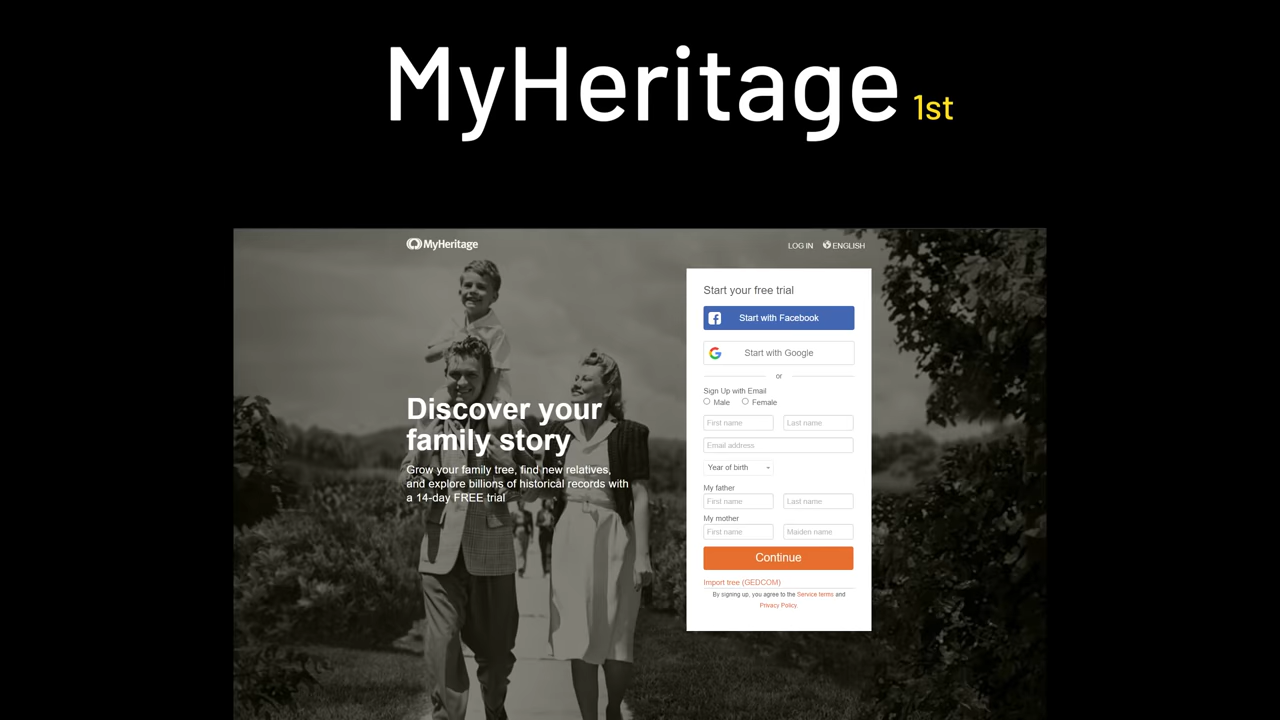 MyHeritage 1st
MyHeritage
LOG IN ENGLISH
Start your free trial
Start with Facebook
Start with Google
or
Sign Up with Email
Male Female
First name Last name
Email address
Year of birth
My father
First name Last name
My mother
First name Maiden name
Continue
Import tree (GEDCOM)
By signing up, you agree to the Service terms and
Privacy Policy
Discover your
family story
Grow your family tree, find new relatives,
and explore billions of historical records with
a 14-day FREE trial